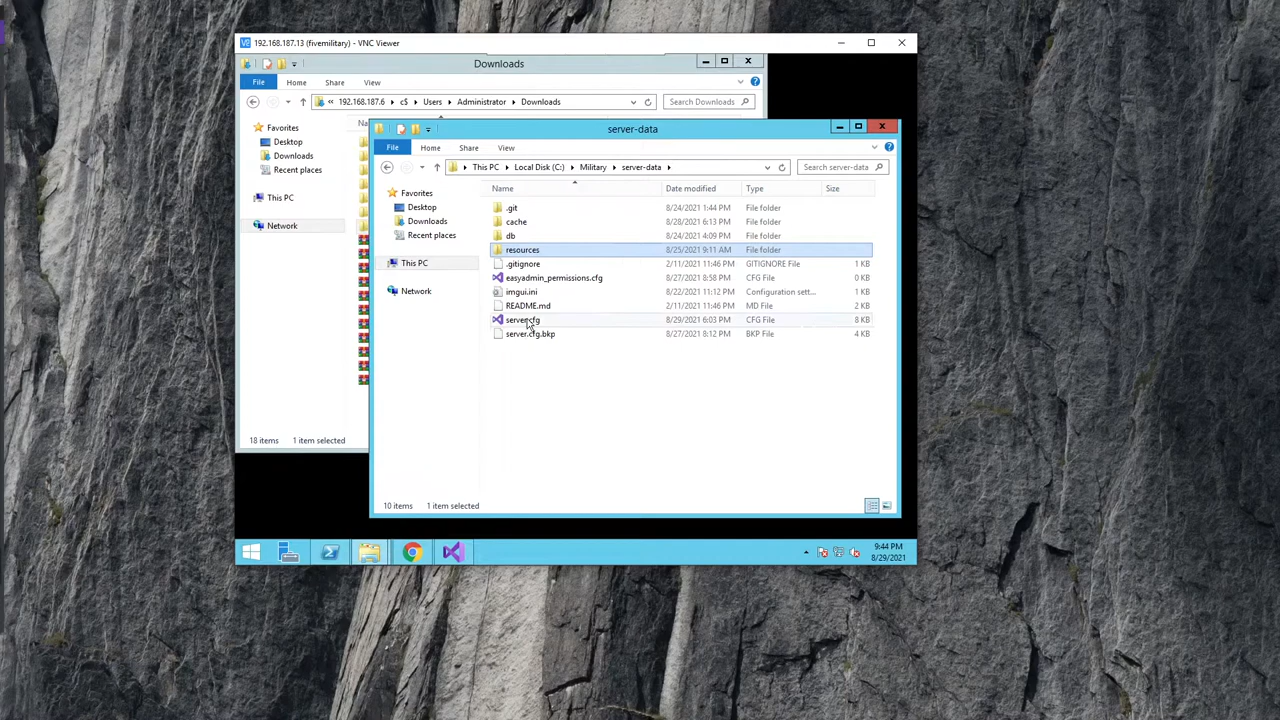 192.168.187.13 (fivemilitary) - VNC Viewer
Downloads
File Home Share View
« 192.168.187.6 c$ Users Administrator Downloads
Search Downloads
Favorites
Desktop
Downloads
Recent places
This PC
Network
18 items 1 item selected
server-data
File Home Share View
This PC Local Disk (C:) Military server-data
Search server-data
Favorites
Desktop
Downloads
Recent places
This PC
Network
Name Date modified Type Size
.git 8/24/2021 1:44 PM File folder
cache 8/28/2021 6:13 PM File folder
db 8/24/2021 4:09 PM File folder
resources 8/25/2021 9:11 AM File folder
.gitignore 2/11/2021 11:46 PM GITIGNORE File 1 KB
easyadmin_permissions.cfg 8/27/2021 8:58 PM CFG File 0 KB
imgui.ini 8/22/2021 11:12 PM Configuration sett... 1 KB
README.md 2/11/2021 11:46 PM MD File 2 KB
server.cfg 8/29/2021 6:03 PM CFG File 8 KB
server.cfg.bkp 8/27/2021 8:12 PM BKP File 4 KB
10 items 1 item selected
9:44 PM
8/29/2021